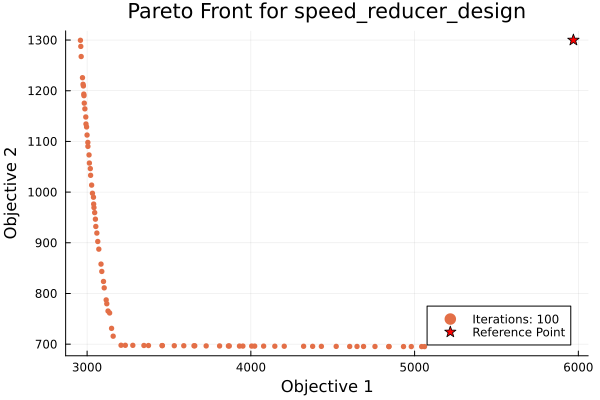 Pareto Front for speed_reducer_design
1300
1200
1100
1000
900
800
700
Objective 2
3000 4000 5000 6000
Objective 1
Iterations: 100
Reference Point